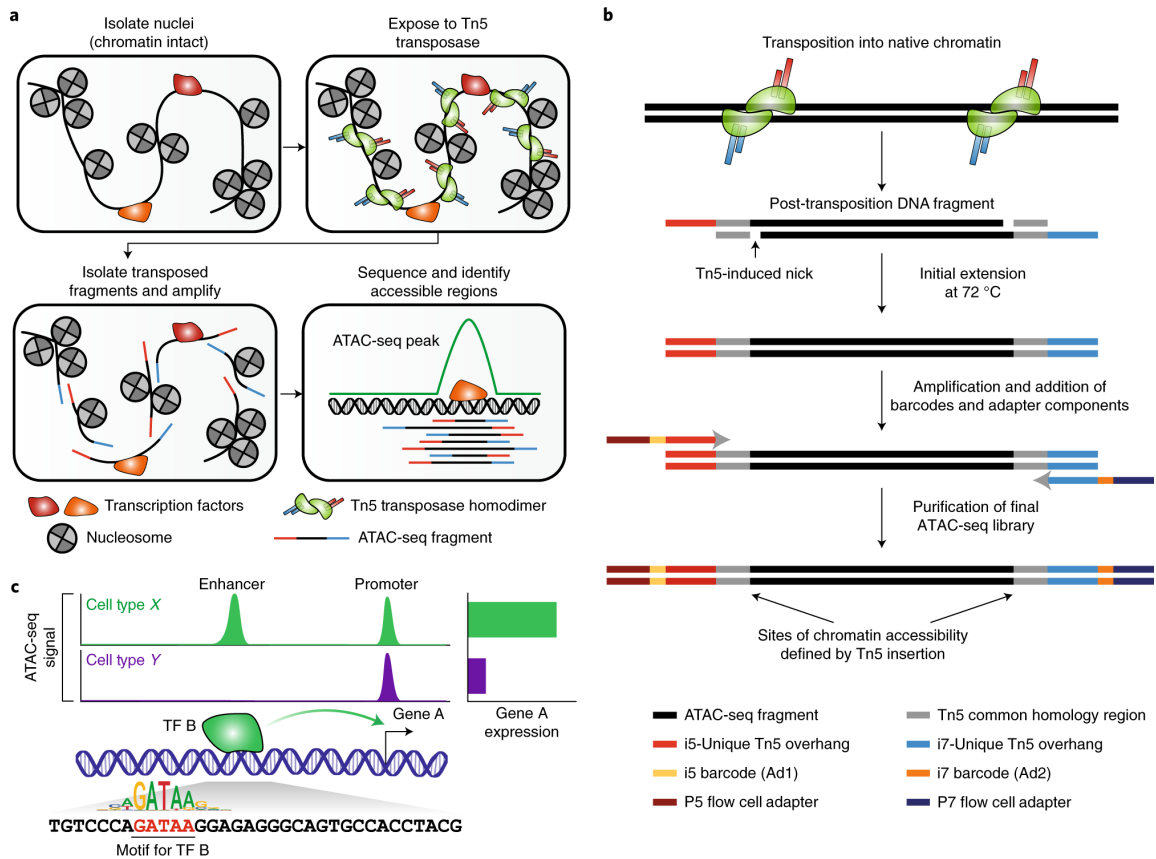 a
Isolate nuclei
(chromatin intact)
Expose to Tn5
transposase
Isolate transposed
fragments and amplify
Sequence and identify
accessible regions
ATAC-seq peak
Transcription factors
Tn5 transposase homodimer
Nucleosome
ATAC-seq fragment
b
Transposition into native chromatin
Post-transposition DNA fragment
Tn5-induced nick
Initial extension
at 72 °C
Amplification and addition of
barcodes and adapter components
Purification of final
ATAC-seq library
Sites of chromatin accessibility
defined by Tn5 insertion
ATAC-seq fragment
Tn5 common homology region
i5-Unique Tn5 overhang
i7-Unique Tn5 overhang
i5 barcode (Ad1)
i7 barcode (Ad2)
P5 flow cell adapter
P7 flow cell adapter
c
Enhancer
Promoter
ATAC-seq
signal
Cell type X
Cell type Y
TF B
Gene A
Gene A
expression
GATAA
TGTCCCAGATAAGGAGAGGGCAGTGCCACCTACG
Motif for TF B